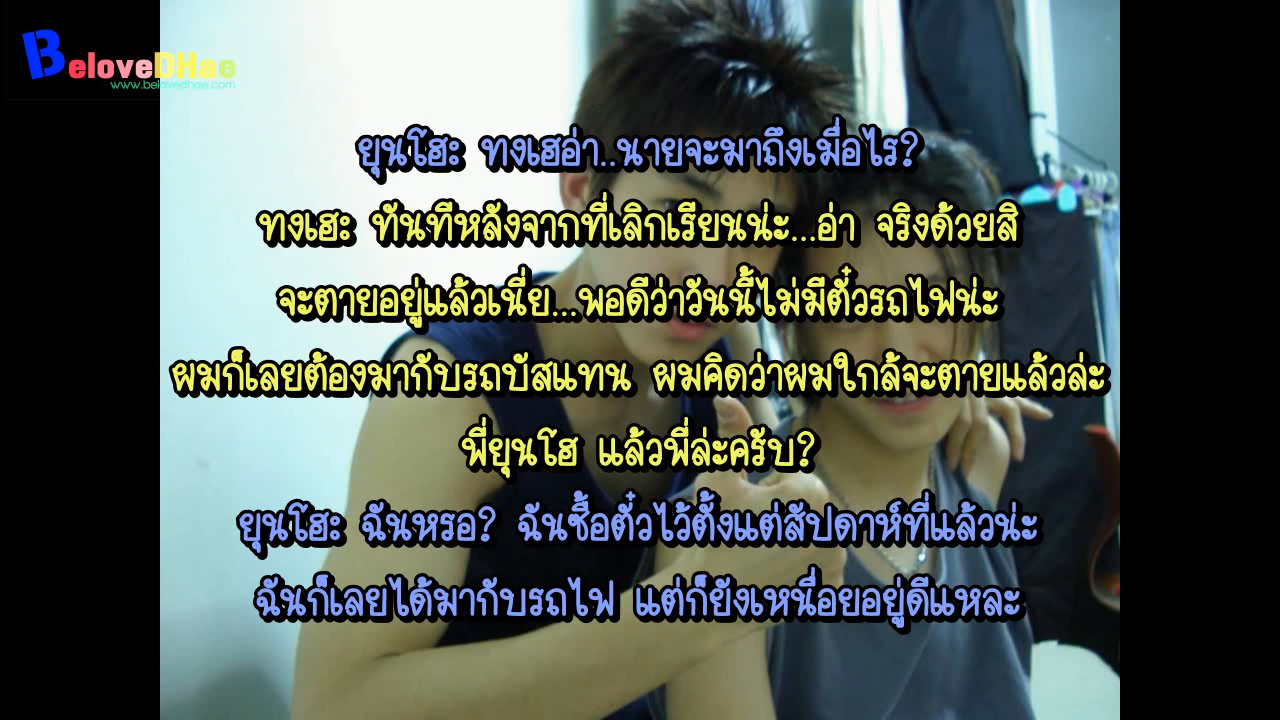 BeloveDHae
www.belovedhae.com
ยุนโฮ: ทงเฮอ่า..นายจะมาถึงเมื่อไร?
ทงเฮ: ทันทีหลังจากที่เลิกเรียนน่ะ...อ่า จริงด้วยสิ
จะตายอยู่แล้วเนี่ย...พอดีว่าวันนี้ไม่มีตั๋วรถไฟน่ะ
ผมก็เลยต้องมากับรถบัสแทน ผมคิดว่าผมใกล้จะตายแล้วล่ะ
พี่ยุนโฮ แล้วพี่ล่ะครับ?
ยุนโฮ: ฉันหรอ? ฉันซื้อตั๋วไว้ตั้งแต่สัปดาห์ที่แล้วน่ะ
ฉันก็เลยได้มากับรถไฟ แต่ก็ยังเหนื่อยอยู่ดีแหละ